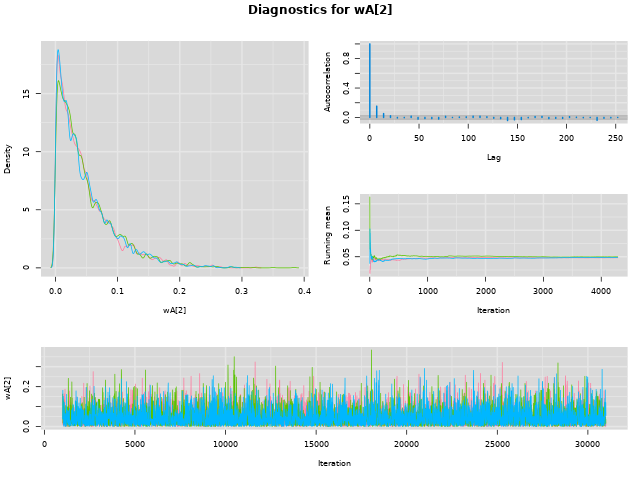 Diagnostics for wA[2]
Density
15
10
5
0
0.0 0.1 0.2 0.3 0.4
wA[2]
Autocorrelation
0.8
0.4
0.0
0 50 100 150 200 250
Lag
Running mean
0.15
0.10
0.05
0 1000 2000 3000 4000
Iteration
wA[2]
0.2
0.0
0 5000 10000 15000 20000 25000 30000
Iteration